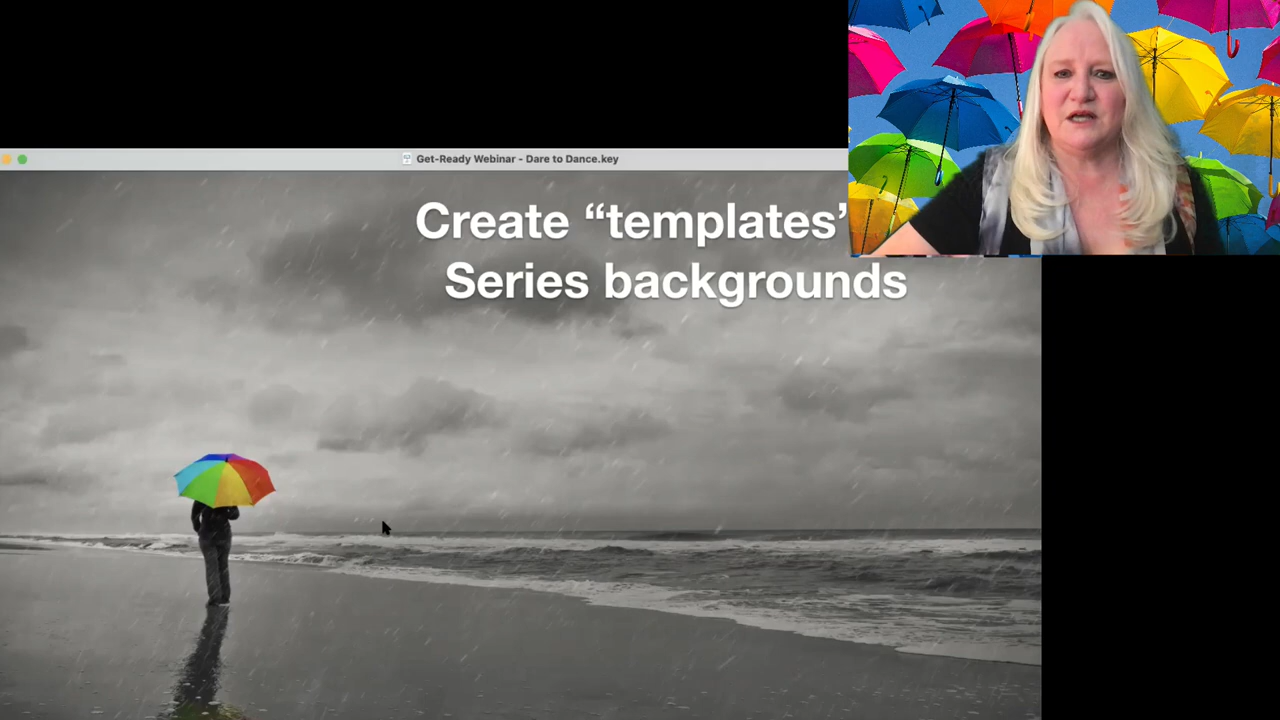 Get-Ready Webinar - Dare to Dance.key
Create “templates’
Series backgrounds